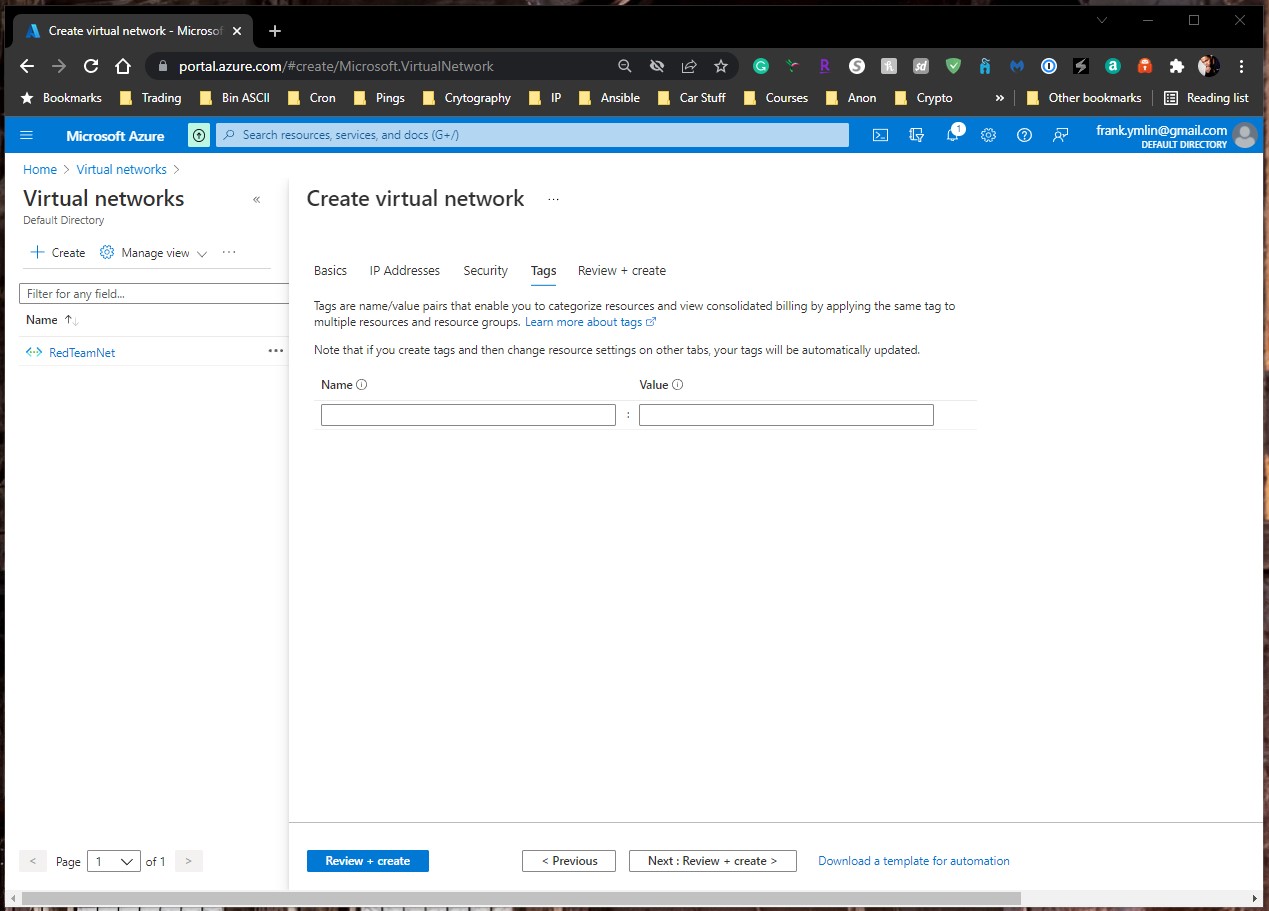 Create virtual network - Microsof
portal.azure.com/#create/Microsoft.VirtualNetwork
Bookmarks Trading Bin ASCII Cron Pings Crytography IP Ansible Car Stuff Courses Anon Crypto » Other bookmarks Reading list
Microsoft Azure Search resources, services, and docs (G+/) 1 frank.ymlin@gmail.com
DEFAULT DIRECTORY
Home > Virtual networks >
Virtual networks «
Default Directory
+ Create Manage view ...
Filter for any field...
Name ↑↓
RedTeamNet ...
Create virtual network ...
Basics IP Addresses Security Tags Review + create
Tags are name/value pairs that enable you to categorize resources and view consolidated billing by applying the same tag to
multiple resources and resource groups. Learn more about tags
Note that if you create tags and then change resource settings on other tabs, your tags will be automatically updated.
Name Value
:
< Page 1 of 1 >
Review + create < Previous Next : Review + create > Download a template for automation